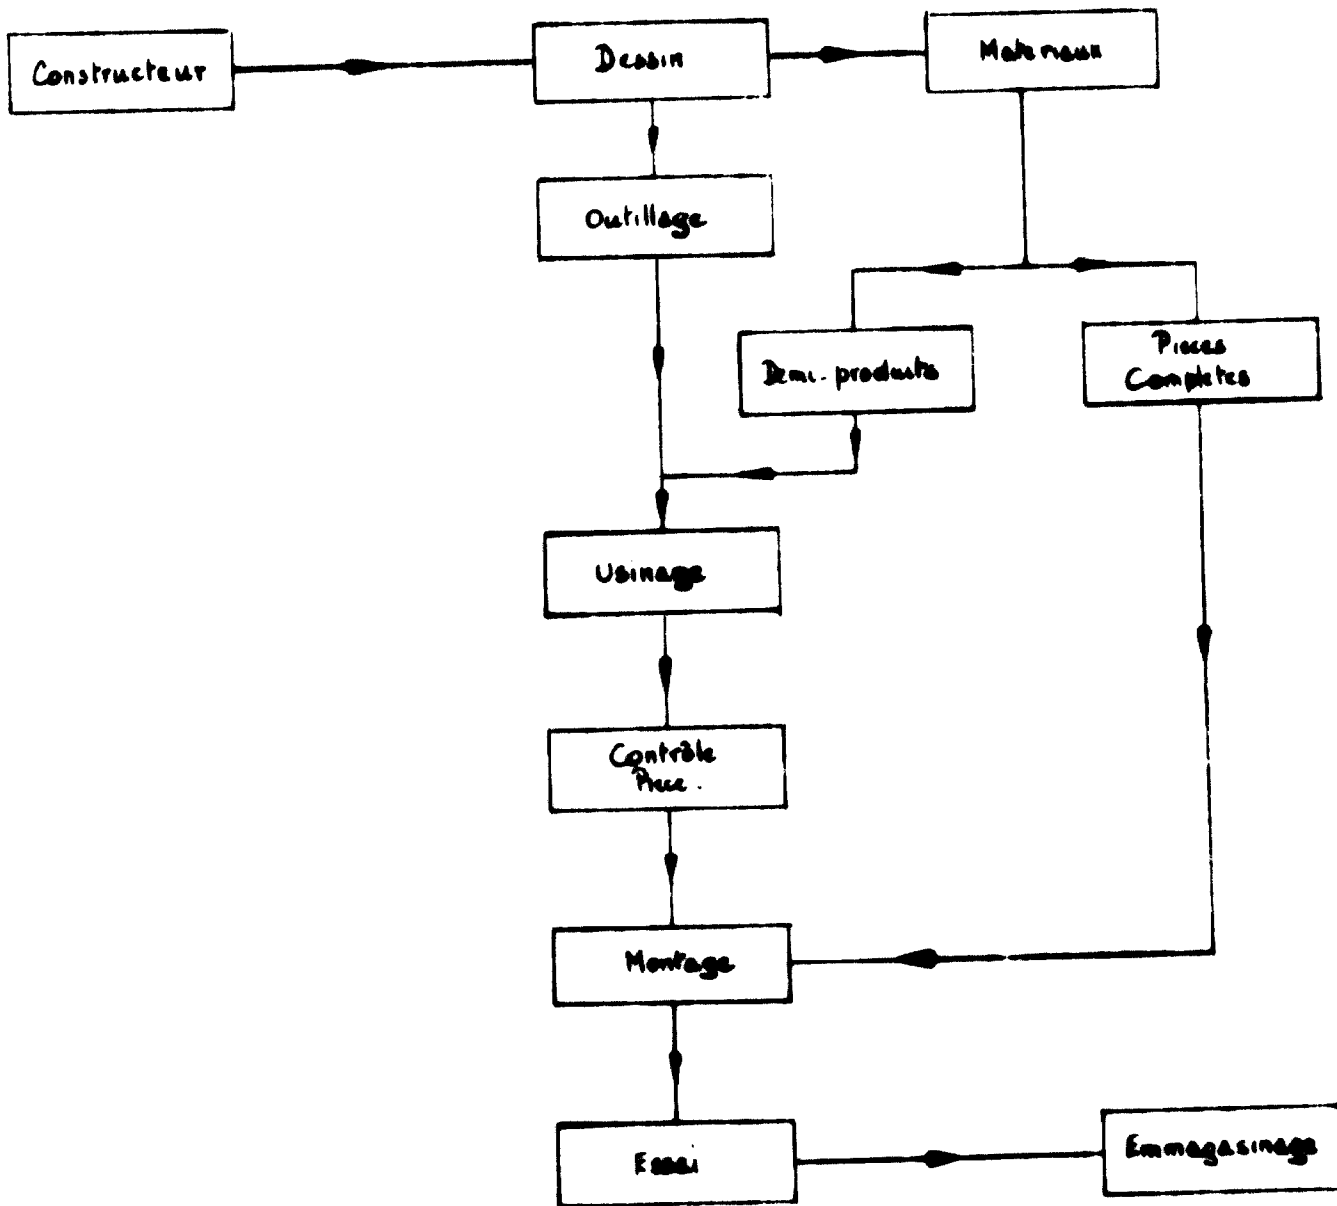 Constructeur
Dessin
Materiaux
Outillage
Demi-produits
Pieces
Completes
Usinage
Contrôle
Piece.
Montage
Essai
Emmagasinage